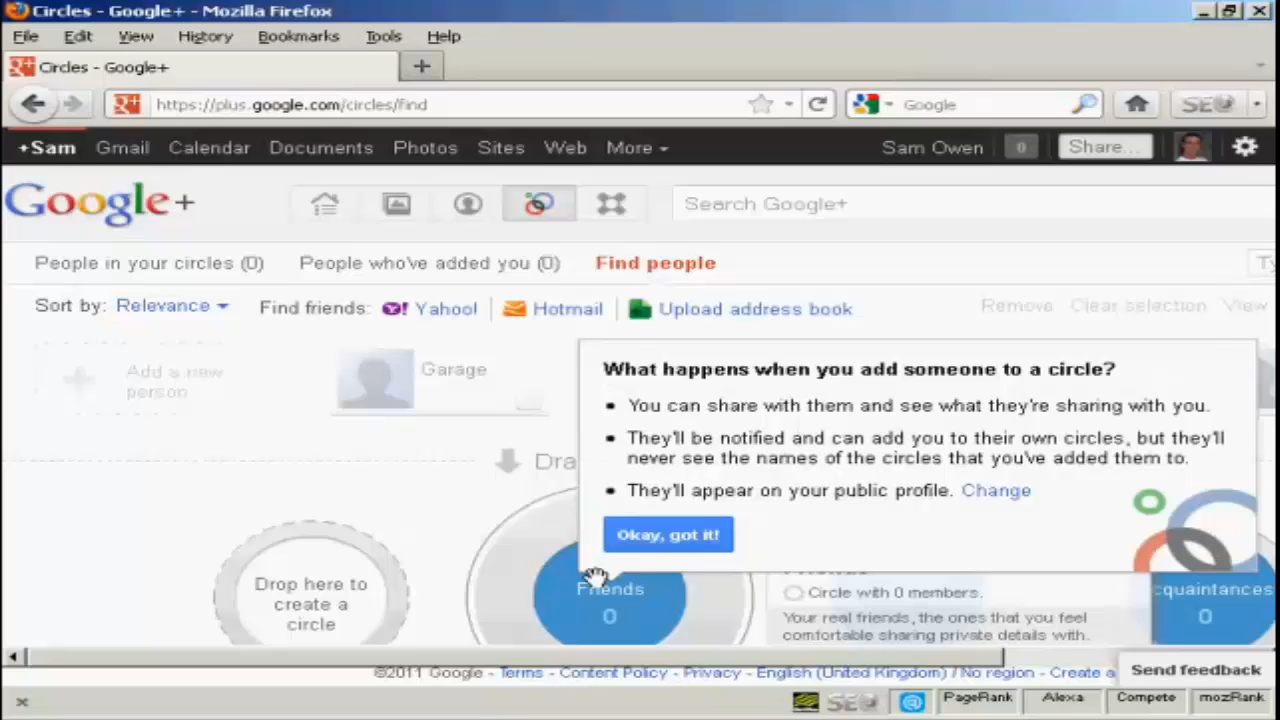 Circles - Google+ - Mozilla Firefox
File Edit View History Bookmarks Tools Help
Circles - Google+
https://plus.google.com/circles/find
Google
SEO
+Sam Gmail Calendar Documents Photos Sites Web More Sam Owen 0 Share...
Google+
Search Google+
People in your circles (0) People who've added you (0) Find people
Sort by: Relevance Find friends: Yahoo! Hotmail Upload address book Remove Clear selection View
Add a new
person
Garage
What happens when you add someone to a circle?
• You can share with them and see what they're sharing with you.
• They'll be notified and can add you to their own circles, but they'll
never see the names of the circles that you've added them to.
• They'll appear on your public profile. Change
Okay, got it!
Drop here to
create a
circle
Friends
0
Circle with 0 members.
Your real friends, the ones that you feel
comfortable sharing private details with.
cquaintances
0
©2011 Google - Terms - Content Policy - Privacy - English (United Kingdom) / No region - Create a
Send feedback
SEO PageRank Alexa Compete mozRank